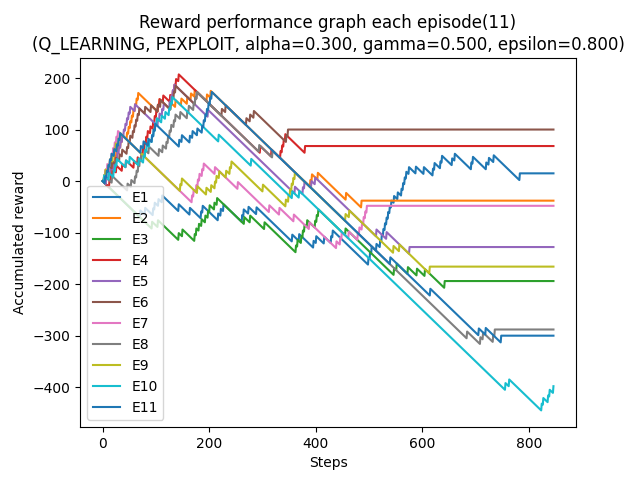 Reward performance graph each episode(11)
(Q_LEARNING, PEXPLOIT, alpha=0.300, gamma=0.500, epsilon=0.800)
Accumulated reward
200
100
0
−100
−200
−300
−400
E1
E2
E3
E4
E5
E6
E7
E8
E9
E10
E11
0
200
400
600
800
Steps